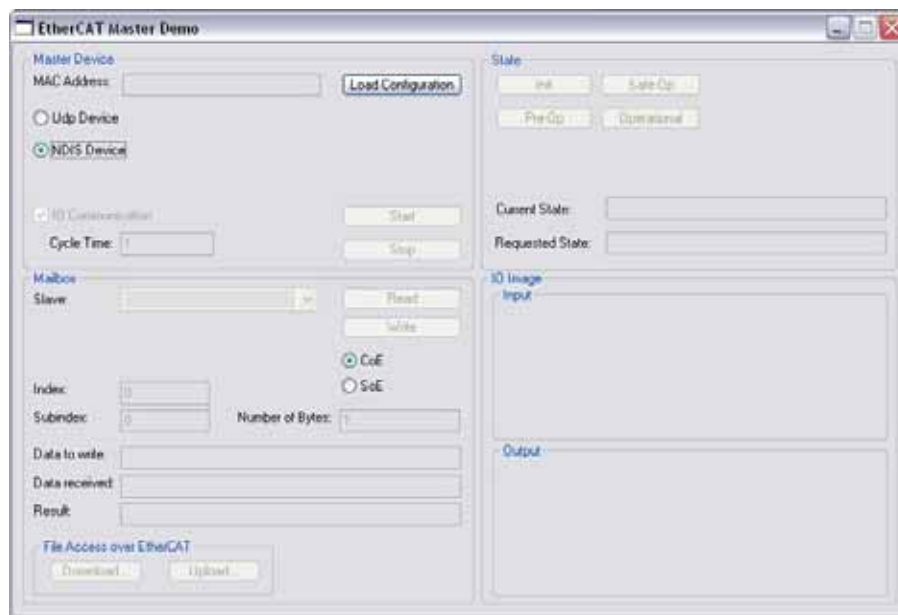 EtherCAT Master Demo
Master Device
MAC Address:
Load Configuration
Udp Device
NDIS Device
IO Communication
Start
Cycle Time: 1
Stop
State
Init
Safe Op
Pre-Op
Operational
Current State:
Requested State:
Mailbox
Slave:
Read
Write
CoE
SoE
Index: 0
Subindex: 0
Number of Bytes: 1
Data to write:
Data received:
Result:
File Access over EtherCAT
Download...
Upload...
IO Image
Input
Output